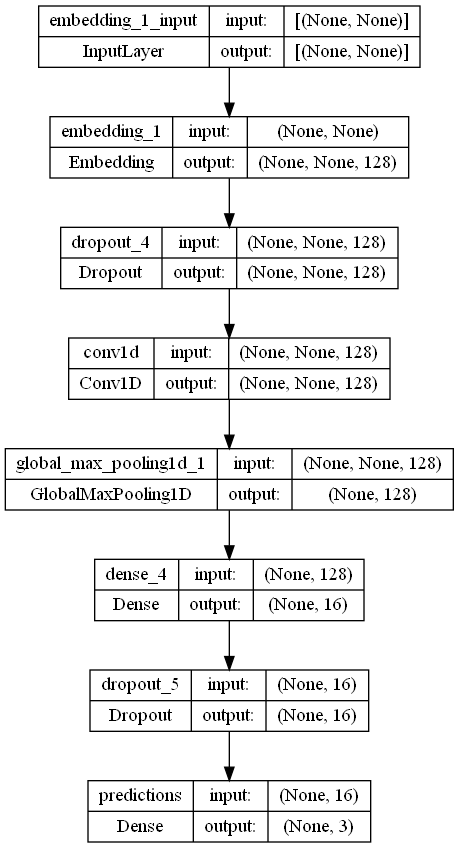 embedding_1_input input: [(None, None)]
InputLayer output: [(None, None)]
embedding_1 input: (None, None)
Embedding output: (None, None, 128)
dropout_4 input: (None, None, 128)
Dropout output: (None, None, 128)
conv1d input: (None, None, 128)
Conv1D output: (None, None, 128)
global_max_pooling1d_1 input: (None, None, 128)
GlobalMaxPooling1D output: (None, 128)
dense_4 input: (None, 128)
Dense output: (None, 16)
dropout_5 input: (None, 16)
Dropout output: (None, 16)
predictions input: (None, 16)
Dense output: (None, 3)